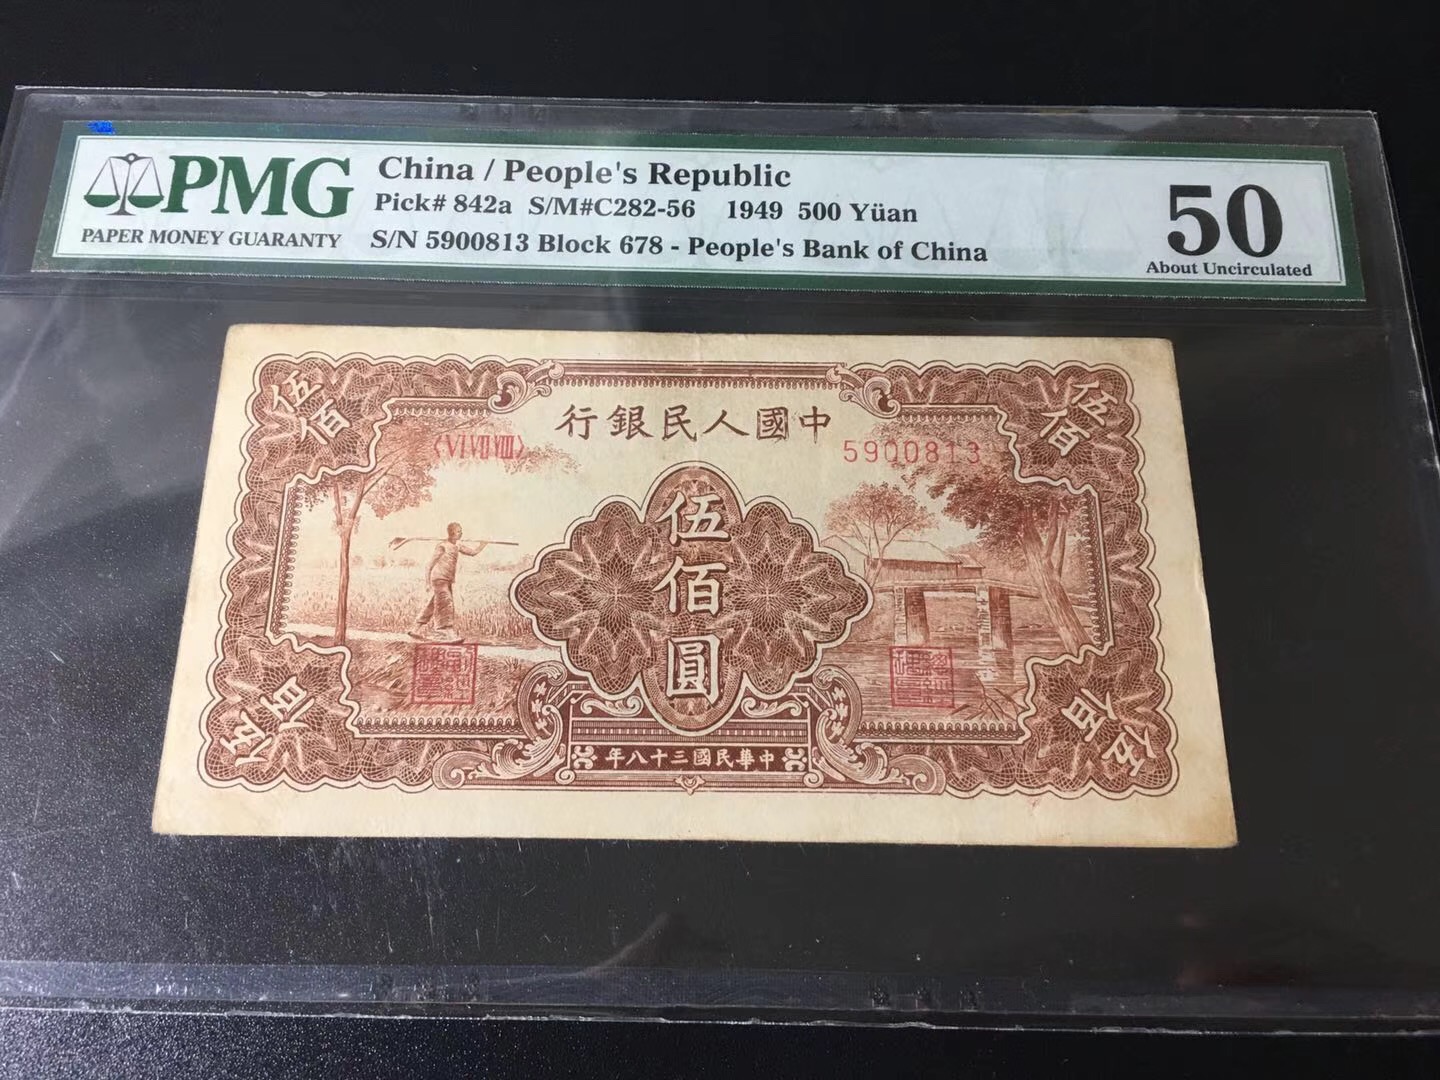 PMG
PAPER MONEY GUARANTY
China / People's Republic
Pick# 842a S/M#C282-56 1949 500 Yüan
S/N 5900813 Block 678 - People's Bank of China
50
About Uncirculated
伍佰
伍佰
行銀民人國中
〈VI VII VIII〉
5900813
伍佰圓
伍佰
伍佰
年八十三國民華中